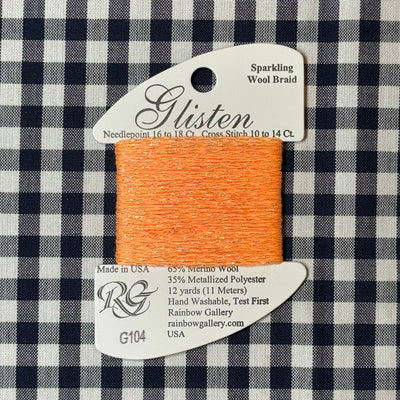 Sparkling
Wool Braid
Glisten
Needlepoint 16 to 18 Ct. Cross Stitch 10 to 14 Ct.
Made in USA
65% Merino Wool
35% Metallized Polyester
12 yards (11 Meters)
Hand Washable, Test First
Rainbow Gallery
rainbowgallery.com
USA
RG
G104